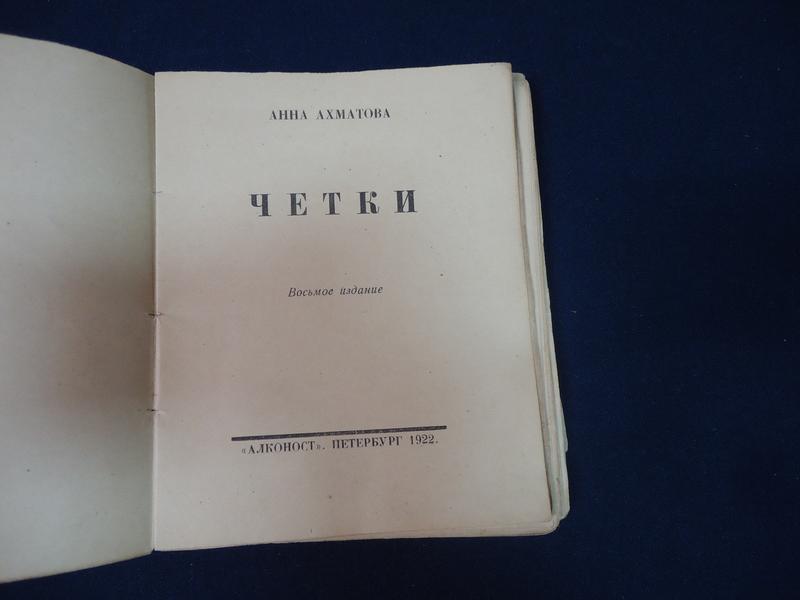 АННА АХМАТОВА
ЧЕТКИ
Восьмое издание
«АЛКОНОСТ». ПЕТЕРБУРГ 1922.